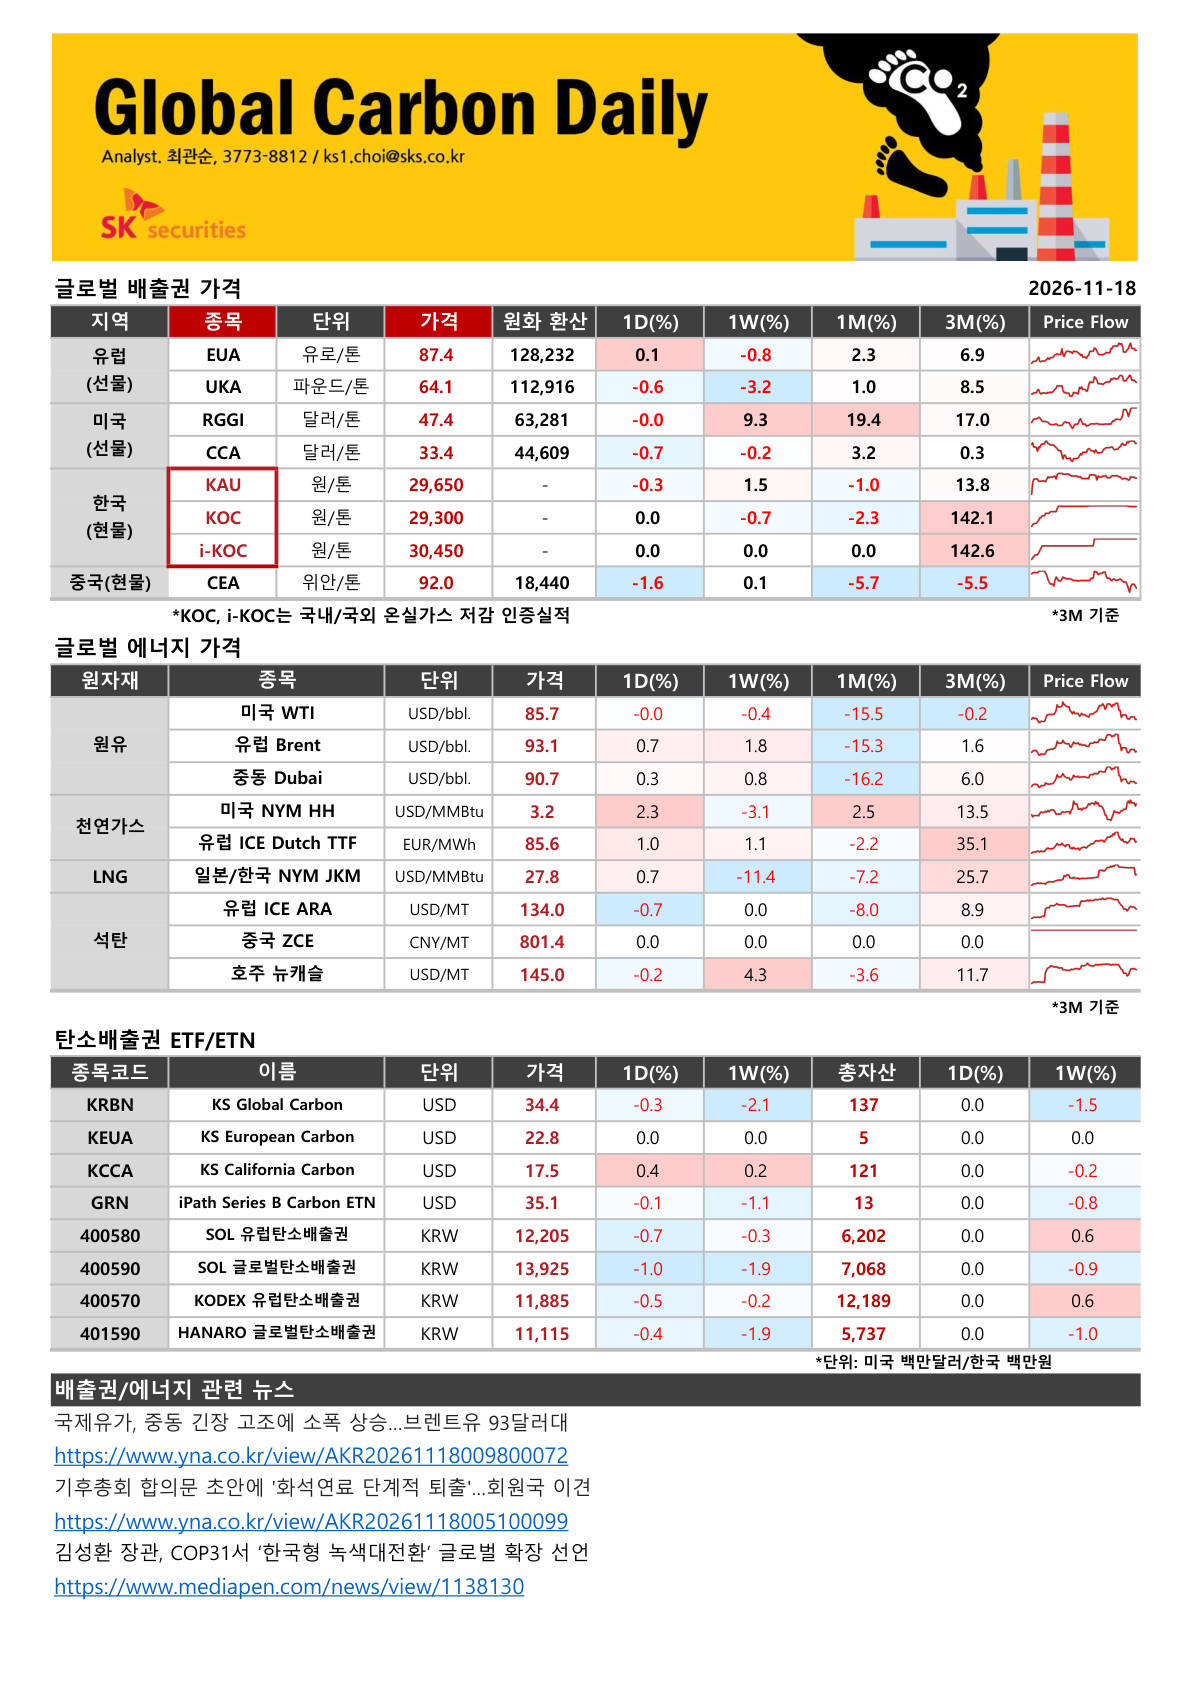 Global Carbon Daily
Analyst. 최관순, 3773-8812 / ks1.choi@sks.co.kr
SK securities
CO2
글로벌 배출권 가격 2026-11-18
지역 종목 단위 가격 원화 환산 1D(%) 1W(%) 1M(%) 3M(%) Price Flow
유럽 (선물) EUA 유로/톤 87.4 128,232 0.1 -0.8 2.3 6.9
UKA 파운드/톤 64.1 112,916 -0.6 -3.2 1.0 8.5
미국 (선물) RGGI 달러/톤 47.4 63,281 -0.0 9.3 19.4 17.0
CCA 달러/톤 33.4 44,609 -0.7 -0.2 3.2 0.3
한국 (현물) KAU 원/톤 29,650 - -0.3 1.5 -1.0 13.8
KOC 원/톤 29,300 - 0.0 -0.7 -2.3 142.1
i-KOC 원/톤 30,450 - 0.0 0.0 0.0 142.6
중국(현물) CEA 위안/톤 92.0 18,440 -1.6 0.1 -5.7 -5.5
*KOC, i-KOC는 국내/국외 온실가스 저감 인증실적 *3M 기준
글로벌 에너지 가격
원자재 종목 단위 가격 1D(%) 1W(%) 1M(%) 3M(%) Price Flow
원유 미국 WTI USD/bbl. 85.7 -0.0 -0.4 -15.5 -0.2
유럽 Brent USD/bbl. 93.1 0.7 1.8 -15.3 1.6
중동 Dubai USD/bbl. 90.7 0.3 0.8 -16.2 6.0
천연가스 미국 NYM HH USD/MMBtu 3.2 2.3 -3.1 2.5 13.5
유럽 ICE Dutch TTF EUR/MWh 85.6 1.0 1.1 -2.2 35.1
LNG 일본/한국 NYM JKM USD/MMBtu 27.8 0.7 -11.4 -7.2 25.7
석탄 유럽 ICE ARA USD/MT 134.0 -0.7 0.0 -8.0 8.9
중국 ZCE CNY/MT 801.4 0.0 0.0 0.0 0.0
호주 뉴캐슬 USD/MT 145.0 -0.2 4.3 -3.6 11.7
*3M 기준
탄소배출권 ETF/ETN
종목코드 이름 단위 가격 1D(%) 1W(%) 총자산 1D(%) 1W(%)
KRBN KS Global Carbon USD 34.4 -0.3 -2.1 137 0.0 -1.5
KEUA KS European Carbon USD 22.8 0.0 0.0 5 0.0 0.0
KCCA KS California Carbon USD 17.5 0.4 0.2 121 0.0 -0.2
GRN iPath Series B Carbon ETN USD 35.1 -0.1 -1.1 13 0.0 -0.8
400580 SOL 유럽탄소배출권 KRW 12,205 -0.7 -0.3 6,202 0.0 0.6
400590 SOL 글로벌탄소배출권 KRW 13,925 -1.0 -1.9 7,068 0.0 -0.9
400570 KODEX 유럽탄소배출권 KRW 11,885 -0.5 -0.2 12,189 0.0 0.6
401590 HANARO 글로벌탄소배출권 KRW 11,115 -0.4 -1.9 5,737 0.0 -1.0
*단위: 미국 백만달러/한국 백만원
배출권/에너지 관련 뉴스
국제유가, 중동 긴장 고조에 소폭 상승...브렌트유 93달러대
https://www.yna.co.kr/view/AKR20261118009800072
기후총회 합의문 초안에 '화석연료 단계적 퇴출'...회원국 이견
https://www.yna.co.kr/view/AKR20261118005100099
김성환 장관, COP31서 ‘한국형 녹색대전환’ 글로벌 확장 선언
https://www.mediapen.com/news/view/1138130